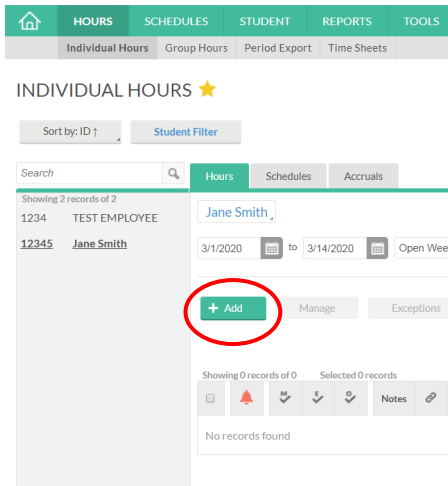 HOURS SCHEDULES STUDENT REPORTS TOOLS
Individual Hours Group Hours Period Export Time Sheets
INDIVIDUAL HOURS
Sort by: ID↑ Student Filter
Search
Hours Schedules Accruals
Showing 2 records of 2
1234 TEST EMPLOYEE
12345 Jane Smith
Jane Smith
3/1/2020 to 3/14/2020 Open Wee
+ Add Manage Exceptions
Showing 0 records of 0 Selected 0 records
M E O Notes
No records found